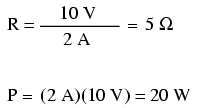 R = 10 V / 2 A = 5 Ω
P = (2 A)(10 V) = 20 W